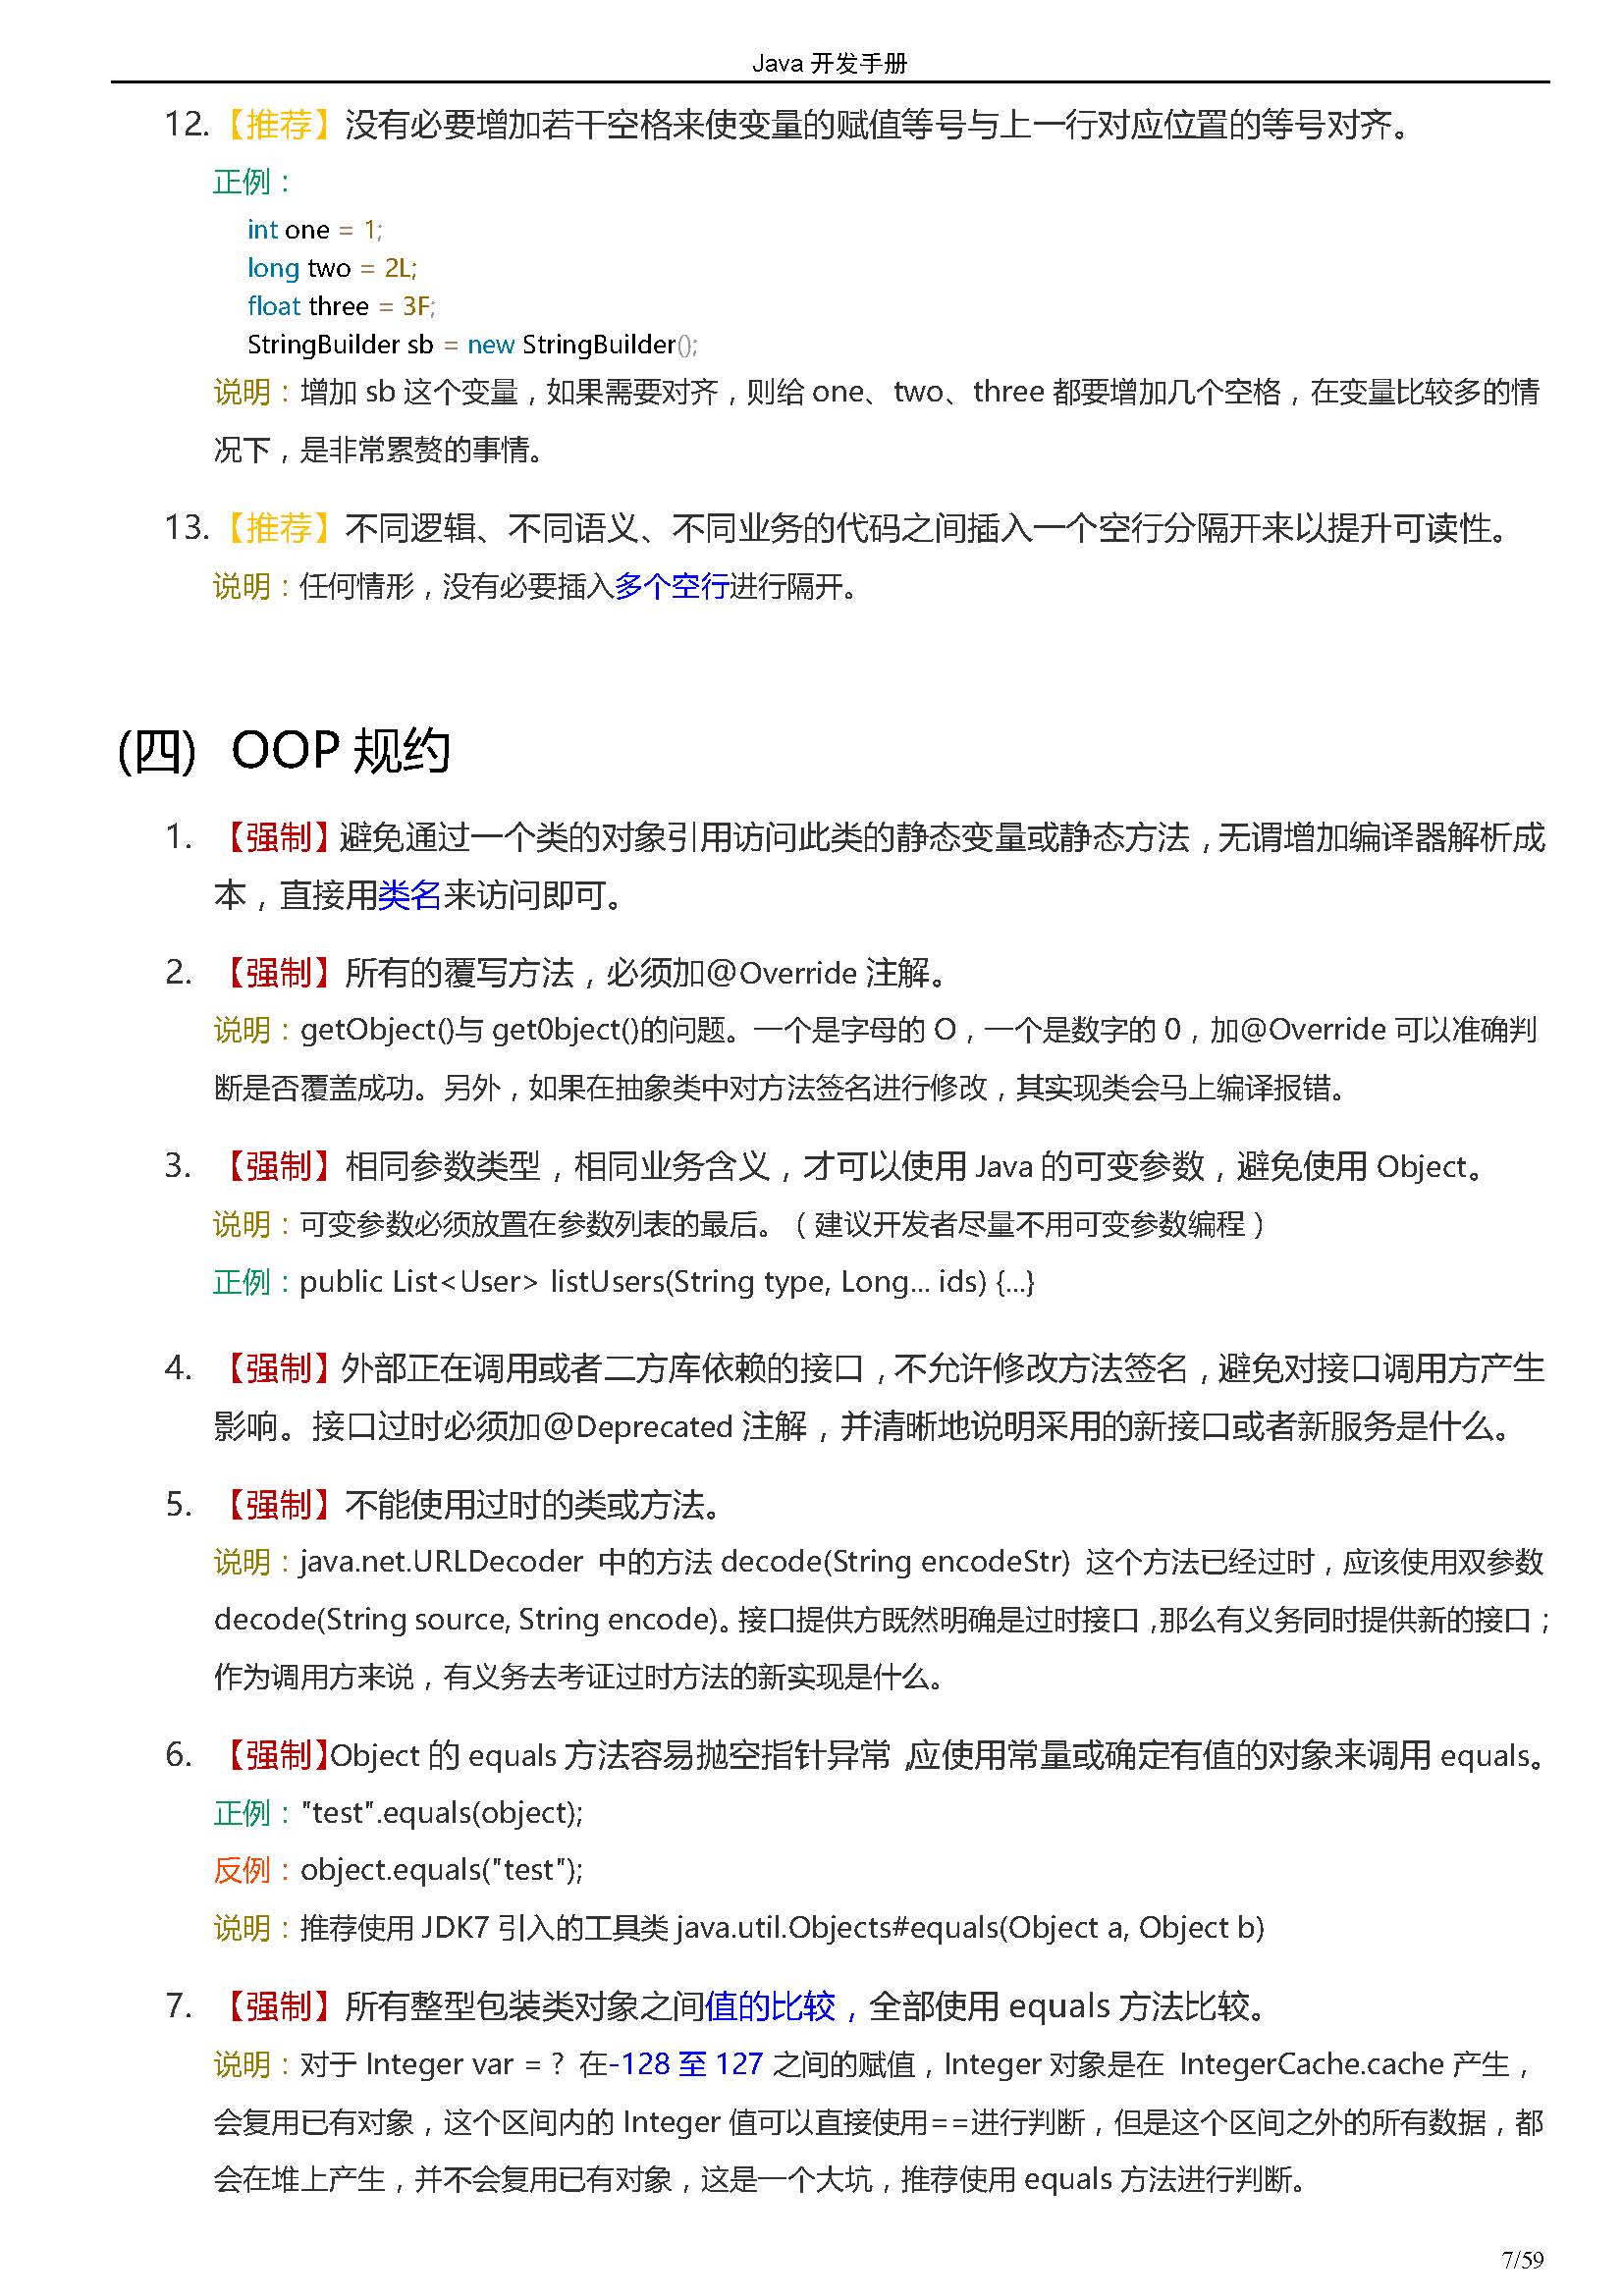 Java 开发手册
12.【推荐】没有必要增加若干空格来使变量的赋值等号与上一行对应位置的等号对齐。
正例：
int one = 1;
long two = 2L;
float three = 3F;
StringBuilder sb = new StringBuilder();
说明：增加 sb 这个变量，如果需要对齐，则给 one、two、three 都要增加几个空格，在变量比较多的情
况下，是非常累赘的事情。
13.【推荐】不同逻辑、不同语义、不同业务的代码之间插入一个空行分隔开来以提升可读性。
说明：任何情形，没有必要插入多个空行进行隔开。
(四) OOP 规约
1. 【强制】避免通过一个类的对象引用访问此类的静态变量或静态方法，无谓增加编译器解析成
本，直接用类名来访问即可。
2. 【强制】所有的覆写方法，必须加@Override 注解。
说明：getObject()与 get0bject()的问题。一个是字母的 O，一个是数字的 0，加@Override 可以准确判
断是否覆盖成功。另外，如果在抽象类中对方法签名进行修改，其实现类会马上编译报错。
3. 【强制】相同参数类型，相同业务含义，才可以使用 Java 的可变参数，避免使用 Object。
说明：可变参数必须放置在参数列表的最后。（建议开发者尽量不用可变参数编程）
正例：public List<User> listUsers(String type, Long... ids) {...}
4. 【强制】外部正在调用或者二方库依赖的接口，不允许修改方法签名，避免对接口调用方产生
影响。接口过时必须加@Deprecated 注解，并清晰地说明采用的新接口或者新服务是什么。
5. 【强制】不能使用过时的类或方法。
说明：java.net.URLDecoder 中的方法 decode(String encodeStr) 这个方法已经过时，应该使用双参数
decode(String source, String encode)。接口提供方既然明确是过时接口，那么有义务同时提供新的接口；
作为调用方来说，有义务去考证过时方法的新实现是什么。
6. 【强制】Object 的 equals 方法容易抛空指针异常，应使用常量或确定有值的对象来调用 equals。
正例："test".equals(object);
反例：object.equals("test");
说明：推荐使用 JDK7 引入的工具类 java.util.Objects#equals(Object a, Object b)
7. 【强制】所有整型包装类对象之间值的比较，全部使用 equals 方法比较。
说明：对于 Integer var = ? 在-128 至 127 之间的赋值，Integer 对象是在 IntegerCache.cache 产生，
会复用已有对象，这个区间内的 Integer 值可以直接使用==进行判断，但是这个区间之外的所有数据，都
会在堆上产生，并不会复用已有对象，这是一个大坑，推荐使用 equals 方法进行判断。
7/59